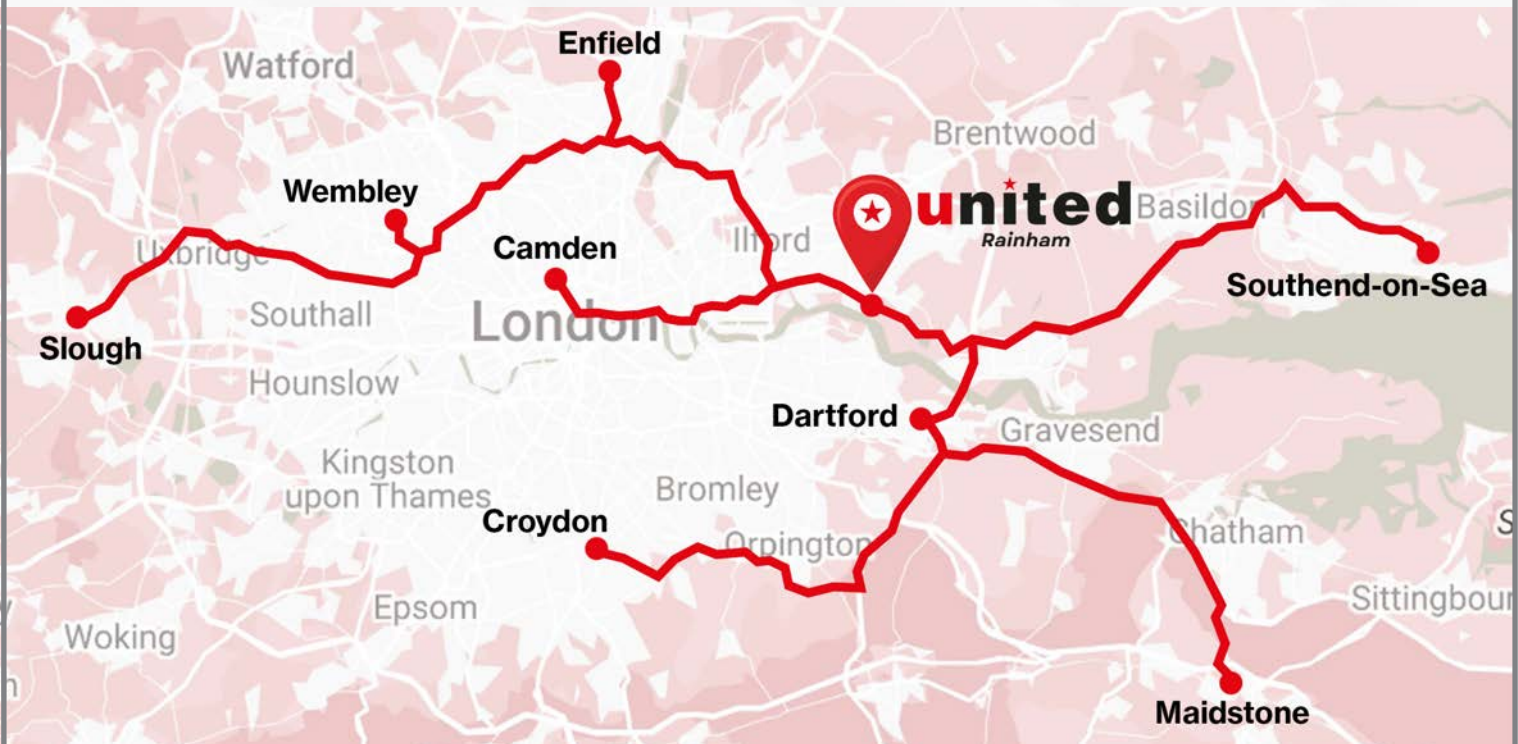 Enfield
Watford
Brentwood
Wembley
united
Rainham
Basildon
Uxbridge
Camden
Ilford
Southend-on-Sea
Southall
London
Slough
Hounslow
Dartford
Gravesend
Kingston
upon Thames
Bromley
Croydon
Orpington
Chatham
S
Epsom
Sittingbour
Woking
Maidstone